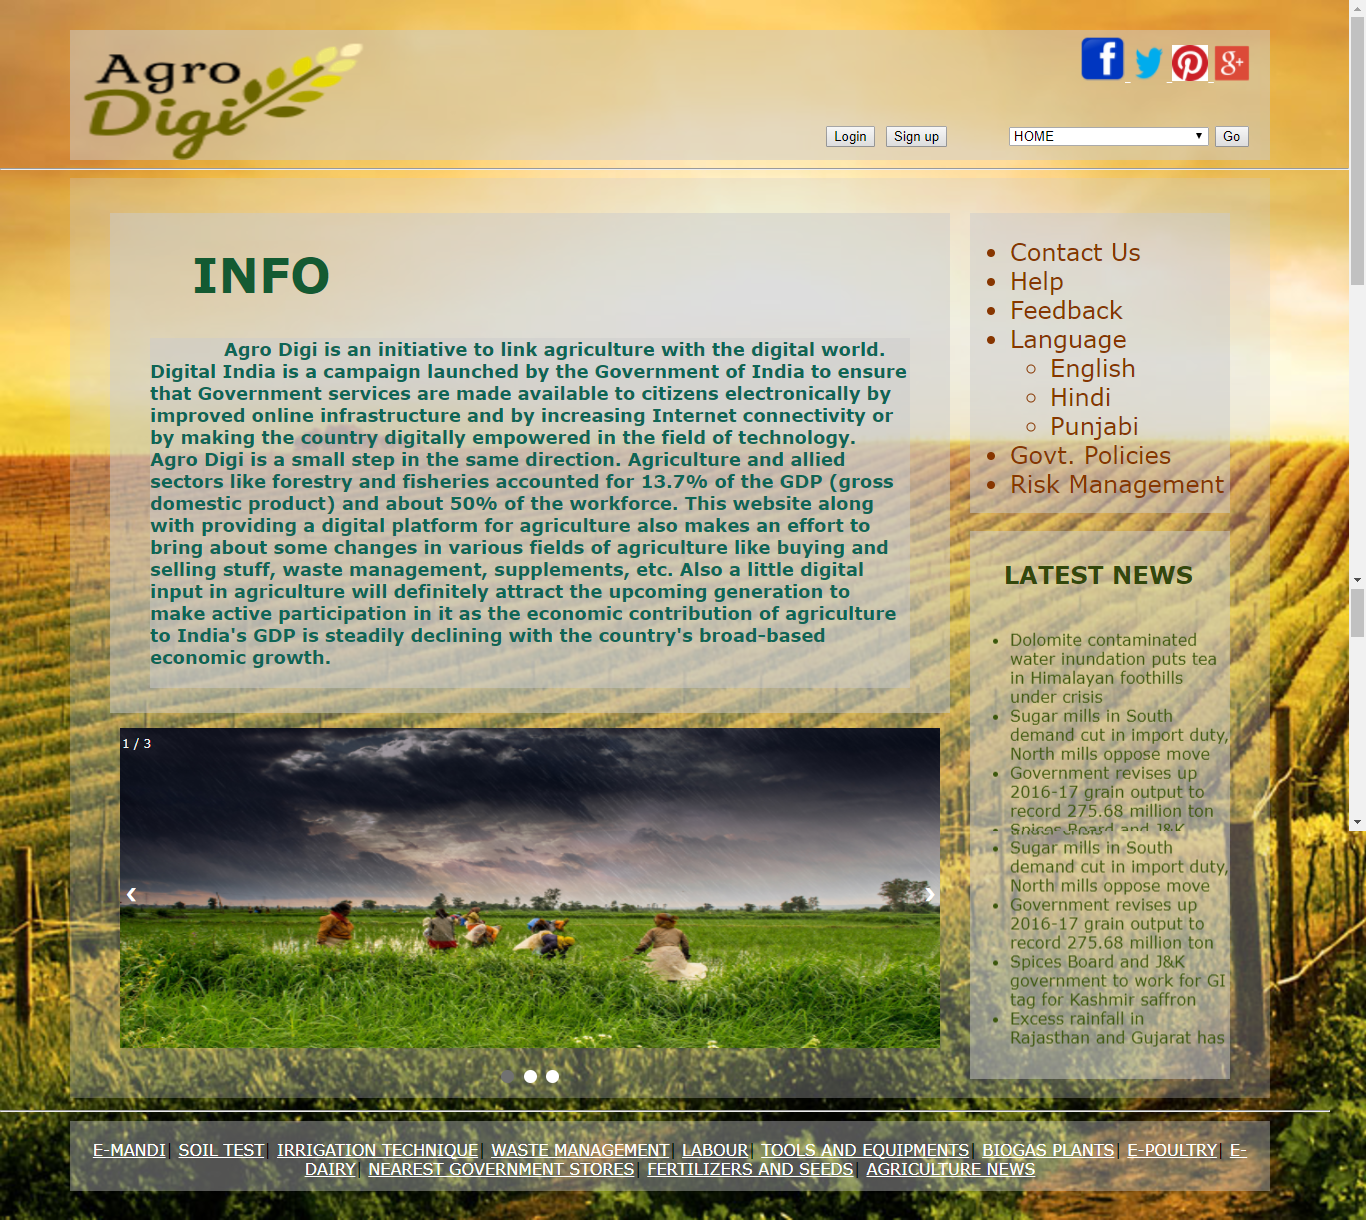 Agro
Digi
f
g+
Login
Sign up
HOME
Go
INFO
Agro Digi is an initiative to link agriculture with the digital world.
Digital India is a campaign launched by the Government of India to ensure
that Government services are made available to citizens electronically by
improved online infrastructure and by increasing Internet connectivity or
by making the country digitally empowered in the field of technology.
Agro Digi is a small step in the same direction. Agriculture and allied
sectors like forestry and fisheries accounted for 13.7% of the GDP (gross
domestic product) and about 50% of the workforce. This website along
with providing a digital platform for agriculture also makes an effort to
bring about some changes in various fields of agriculture like buying and
selling stuff, waste management, supplements, etc. Also a little digital
input in agriculture will definitely attract the upcoming generation to
make active participation in it as the economic contribution of agriculture
to India's GDP is steadily declining with the country's broad-based
economic growth.
1 / 3
Contact Us
Help
Feedback
Language
English
Hindi
Punjabi
Govt. Policies
Risk Management
LATEST NEWS
Dolomite contaminated
water inundation puts tea
in Himalayan foothills
under crisis
Sugar mills in South
demand cut in import duty,
North mills oppose move
Government revises up
2016-17 grain output to
record 275.68 million ton
Spices Board and J&K
Sugar mills in South
demand cut in import duty,
North mills oppose move
Government revises up
2016-17 grain output to
record 275.68 million ton
Spices Board and J&K
government to work for GI
tag for Kashmir saffron
Excess rainfall in
Rajasthan and Gujarat has
E-MANDI| SOIL TEST| IRRIGATION TECHNIQUE| WASTE MANAGEMENT| LABOUR| TOOLS AND EQUIPMENTS| BIOGAS PLANTS| E-POULTRY| E-
DAIRY| NEAREST GOVERNMENT STORES| FERTILIZERS AND SEEDS| AGRICULTURE NEWS